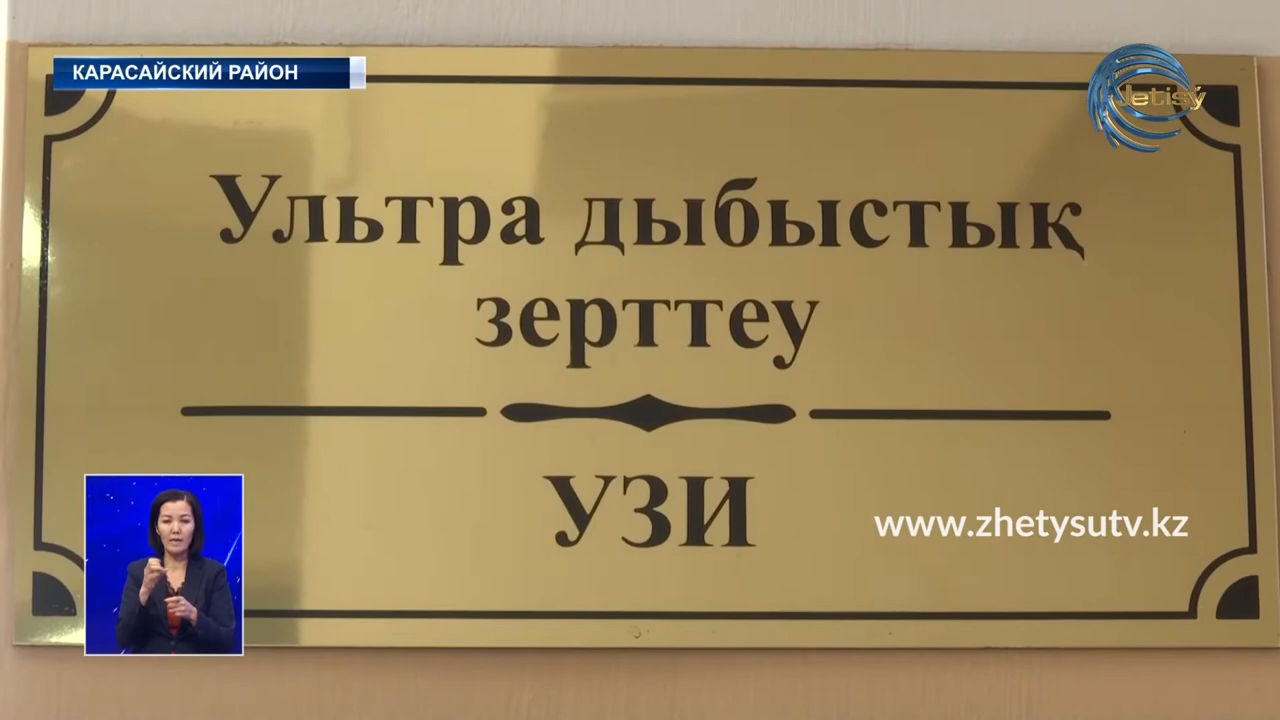 КАРАСАЙСКИЙ РАЙОН
Jetisý
Ультра дыбыстық
зерттеу
УЗИ
www.zhetysutv.kz